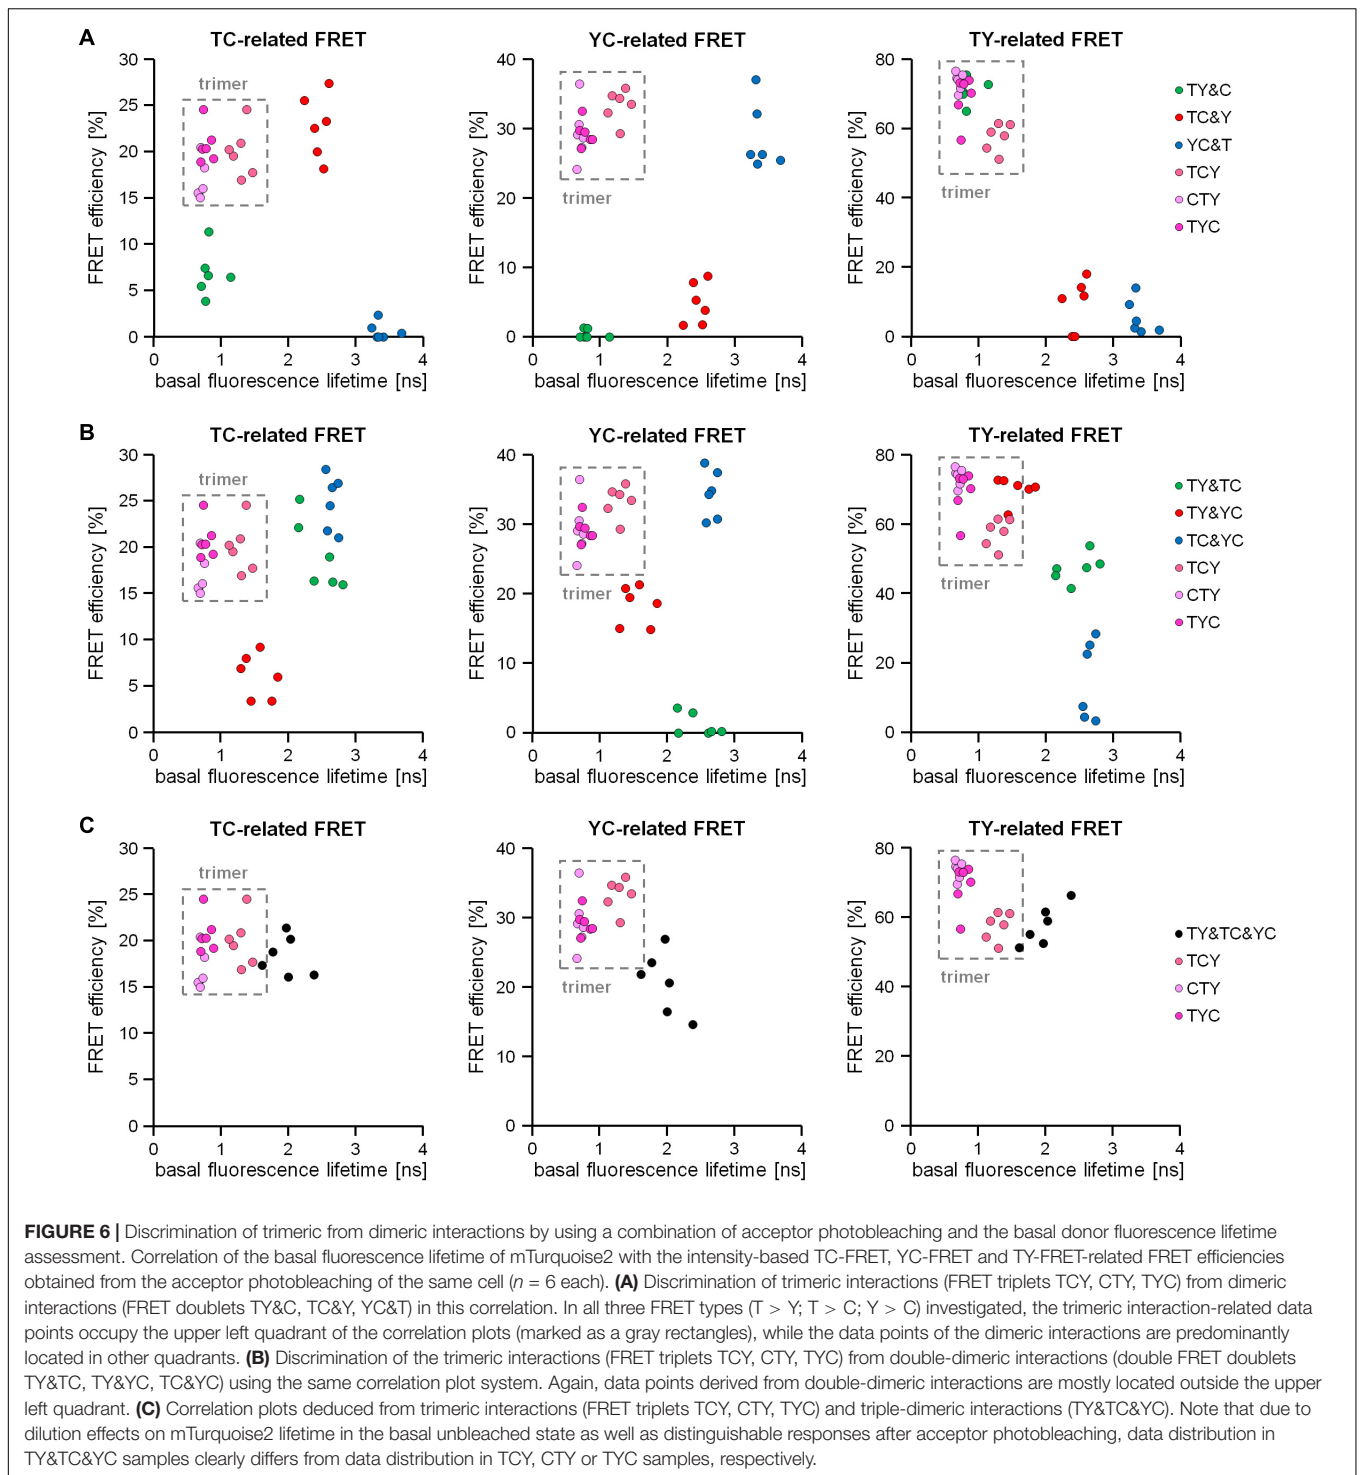 A
TC-related FRET
YC-related FRET
TY-related FRET
FRET efficiency [%]
30
25
20
15
10
5
0
trimer
0 1 2 3 4
basal fluorescence lifetime [ns]
FRET efficiency [%]
40
30
20
10
0
trimer
0 1 2 3 4
basal fluorescence lifetime [ns]
FRET efficiency [%]
80
60
40
20
0
trimer
0 1 2 3 4
basal fluorescence lifetime [ns]
TY&C
TC&Y
YC&T
TCY
CTY
TYC
B
TC-related FRET
YC-related FRET
TY-related FRET
FRET efficiency [%]
30
25
20
15
10
5
0
trimer
0 1 2 3 4
basal fluorescence lifetime [ns]
FRET efficiency [%]
40
30
20
10
0
trimer
0 1 2 3 4
basal fluorescence lifetime [ns]
FRET efficiency [%]
80
60
40
20
0
trimer
0 1 2 3 4
basal fluorescence lifetime [ns]
TY&TC
TY&YC
TC&YC
TCY
CTY
TYC
C
TC-related FRET
YC-related FRET
TY-related FRET
FRET efficiency [%]
30
25
20
15
10
5
0
trimer
0 1 2 3 4
basal fluorescence lifetime [ns]
FRET efficiency [%]
40
30
20
10
0
trimer
0 1 2 3 4
basal fluorescence lifetime [ns]
FRET efficiency [%]
80
60
40
20
0
trimer
0 1 2 3 4
basal fluorescence lifetime [ns]
TY&TC&YC
TCY
CTY
TYC
FIGURE 6 | Discrimination of trimeric from dimeric interactions by using a combination of acceptor photobleaching and the basal donor fluorescence lifetime
assessment. Correlation of the basal fluorescence lifetime of mTurquoise2 with the intensity-based TC-FRET, YC-FRET and TY-FRET-related FRET efficiencies
obtained from the acceptor photobleaching of the same cell (n = 6 each). (A) Discrimination of trimeric interactions (FRET triplets TCY, CTY, TYC) from dimeric
interactions (FRET doublets TY&C, TC&Y, YC&T) in this correlation. In all three FRET types (T > Y; T > C; Y > C) investigated, the trimeric interaction-related data
points occupy the upper left quadrant of the correlation plots (marked as a gray rectangles), while the data points of the dimeric interactions are predominantly
located in other quadrants. (B) Discrimination of the trimeric interactions (FRET triplets TCY, CTY, TYC) from double-dimeric interactions (double FRET doublets
TY&TC, TY&YC, TC&YC) using the same correlation plot system. Again, data points derived from double-dimeric interactions are mostly located outside the upper
left quadrant. (C) Correlation plots deduced from trimeric interactions (FRET triplets TCY, CTY, TYC) and triple-dimeric interactions (TY&TC&YC). Note that due to
dilution effects on mTurquoise2 lifetime in the basal unbleached state as well as distinguishable responses after acceptor photobleaching, data distribution in
TY&TC&YC samples clearly differs from data distribution in TCY, CTY or TYC samples, respectively.